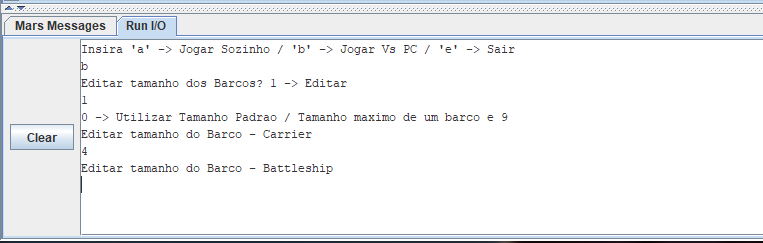 Mars Messages Run I/O
Insira 'a' -> Jogar Sozinho / 'b' -> Jogar Vs PC / 'e' -> Sair
b
Editar tamanho dos Barcos? 1 -> Editar
1
0 -> Utilizar Tamanho Padrao / Tamanho maximo de um barco e 9
Editar tamanho do Barco - Carrier
Clear
4
Editar tamanho do Barco - Battleship